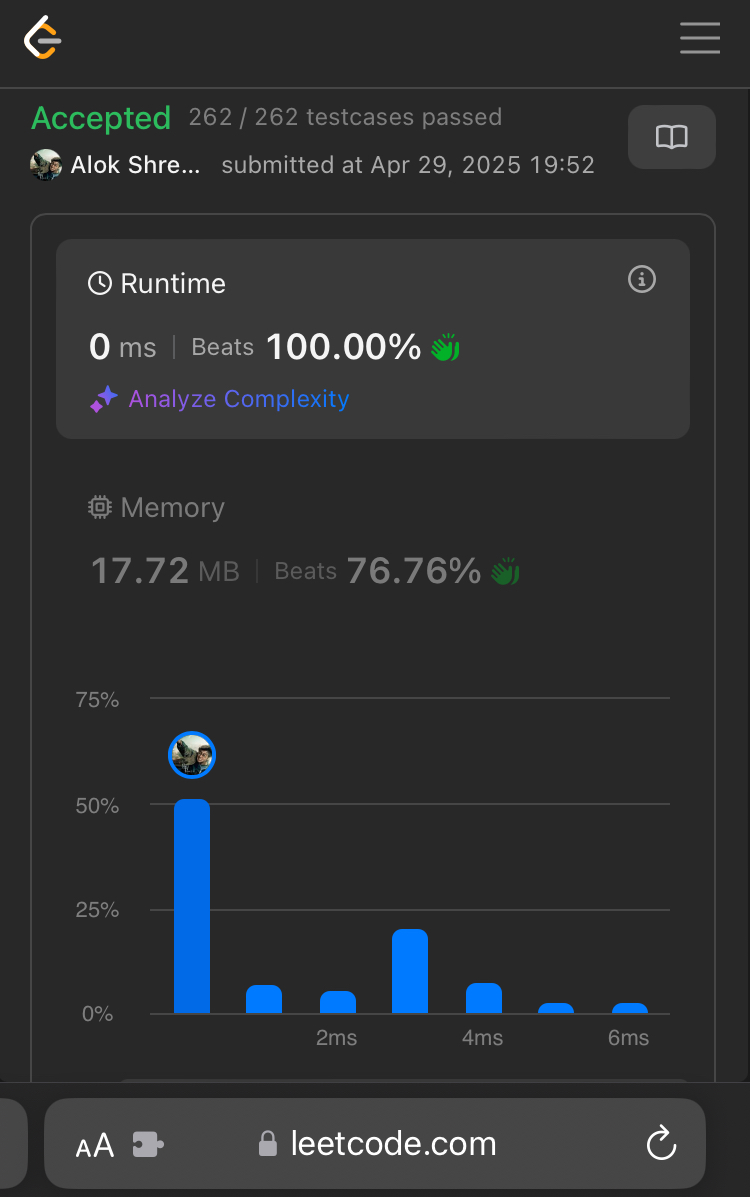 Accepted 262 / 262 testcases passed
Alok Shre... submitted at Apr 29, 2025 19:52
Runtime
0 ms | Beats 100.00%
Analyze Complexity
Memory
17.72 MB | Beats 76.76%
75%
50%
25%
0%
2ms 4ms 6ms
AA leetcode.com